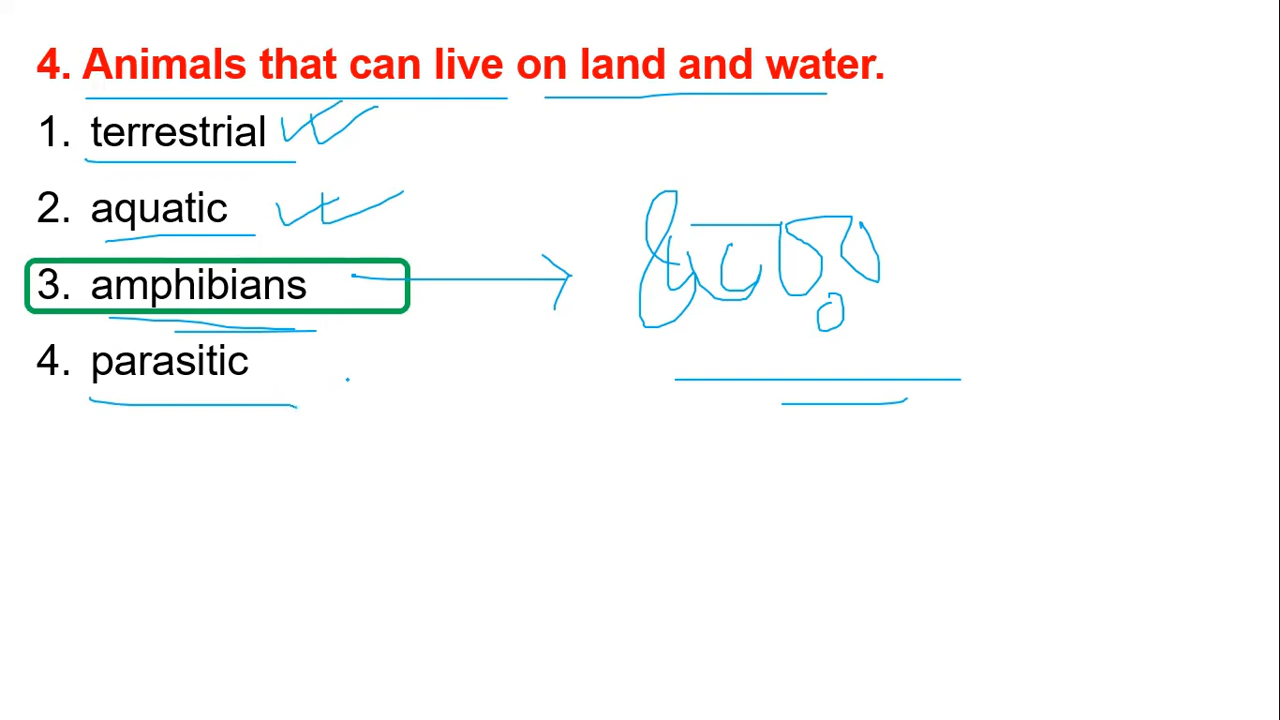 4. Animals that can live on land and water.
1. terrestrial
2. aquatic
3. amphibians
4. parasitic